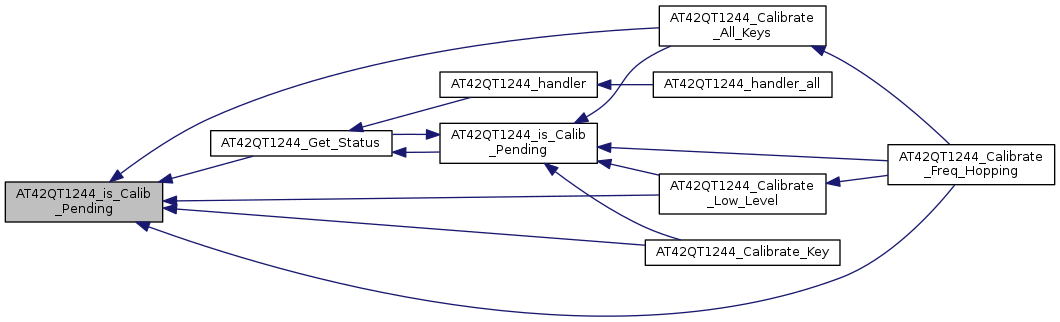 AT42QT1244_is_Calib
_Pending
AT42QT1244_Get_Status
AT42QT1244_handler
AT42QT1244_is_Calib
_Pending
AT42QT1244_Calibrate
_All_Keys
AT42QT1244_handler_all
AT42QT1244_Calibrate
_Low_Level
AT42QT1244_Calibrate_Key
AT42QT1244_Calibrate
_Freq_Hopping